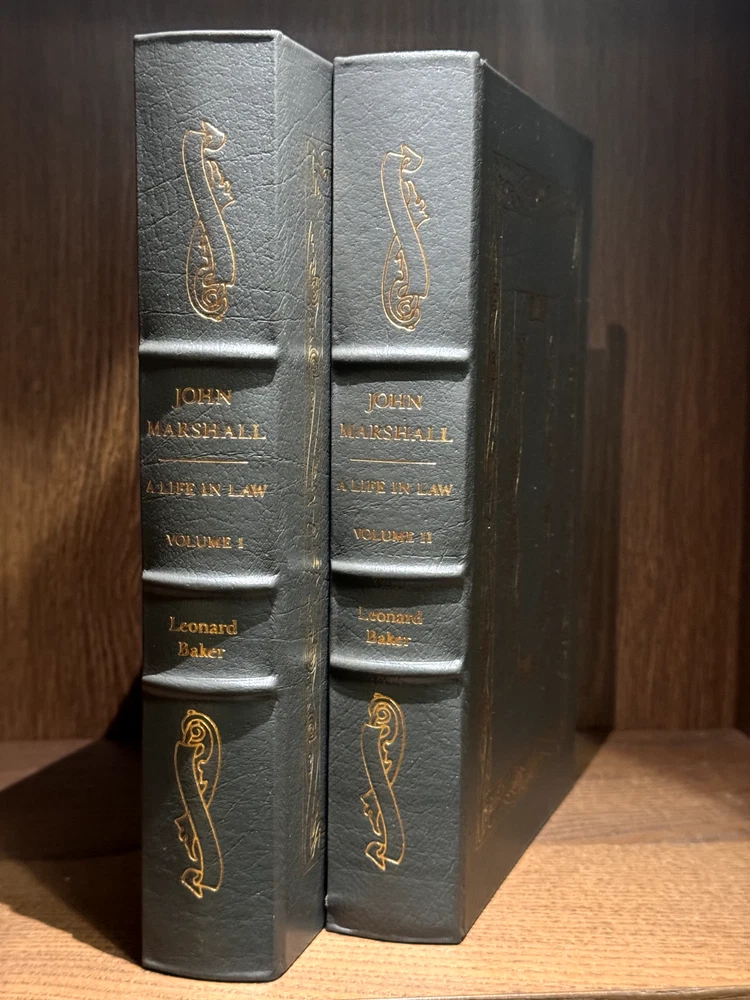 JOHN
MARSHALL
A LIFE IN LAW
VOLUME I
Leonard
Baker
JOHN
MARSHALL
A LIFE IN LAW
VOLUME II
Leonard
Baker